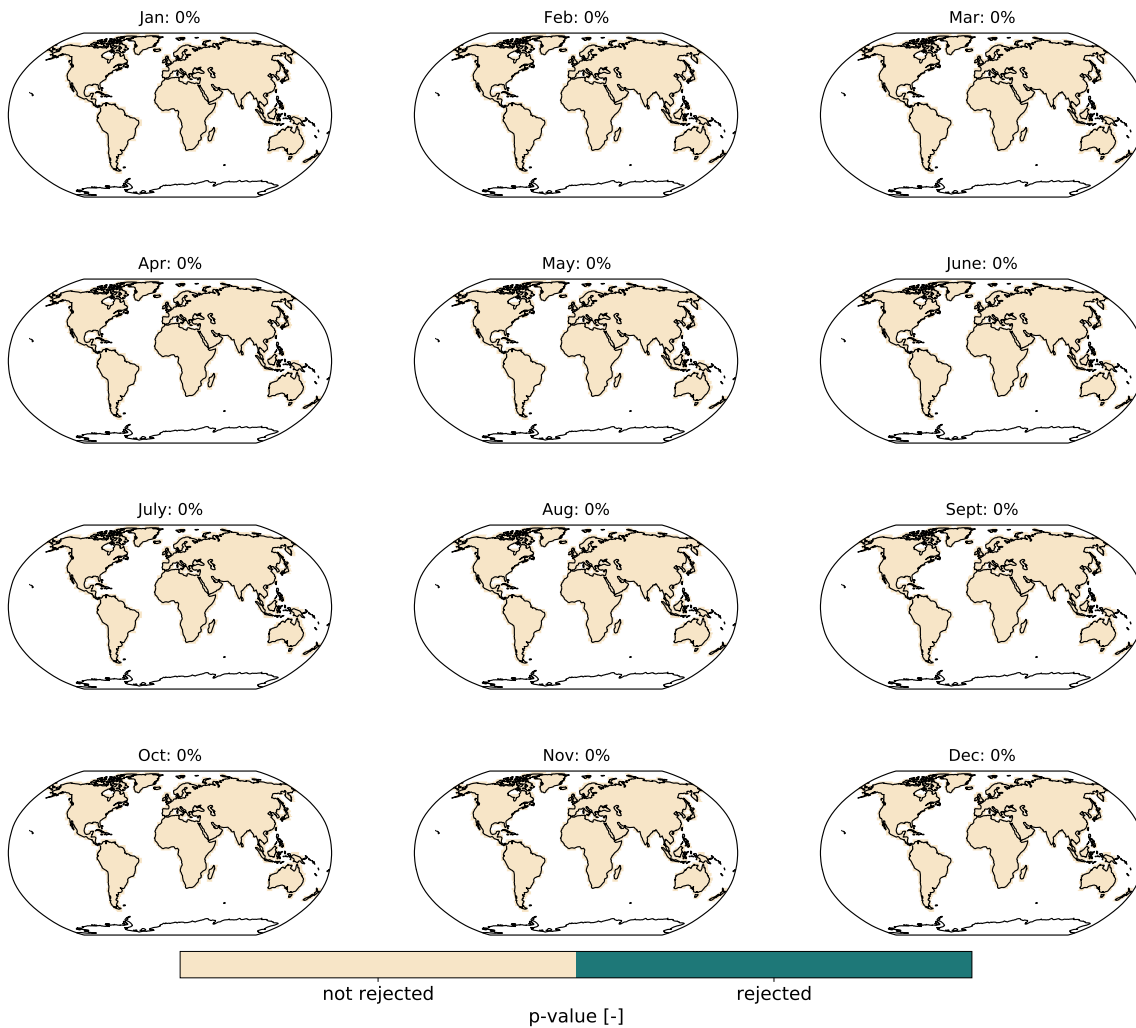 Jan: 0%
Feb: 0%
Mar: 0%
Apr: 0%
May: 0%
June: 0%
July: 0%
Aug: 0%
Sept: 0%
Oct: 0%
Nov: 0%
Dec: 0%
not rejected
rejected
p-value [-]